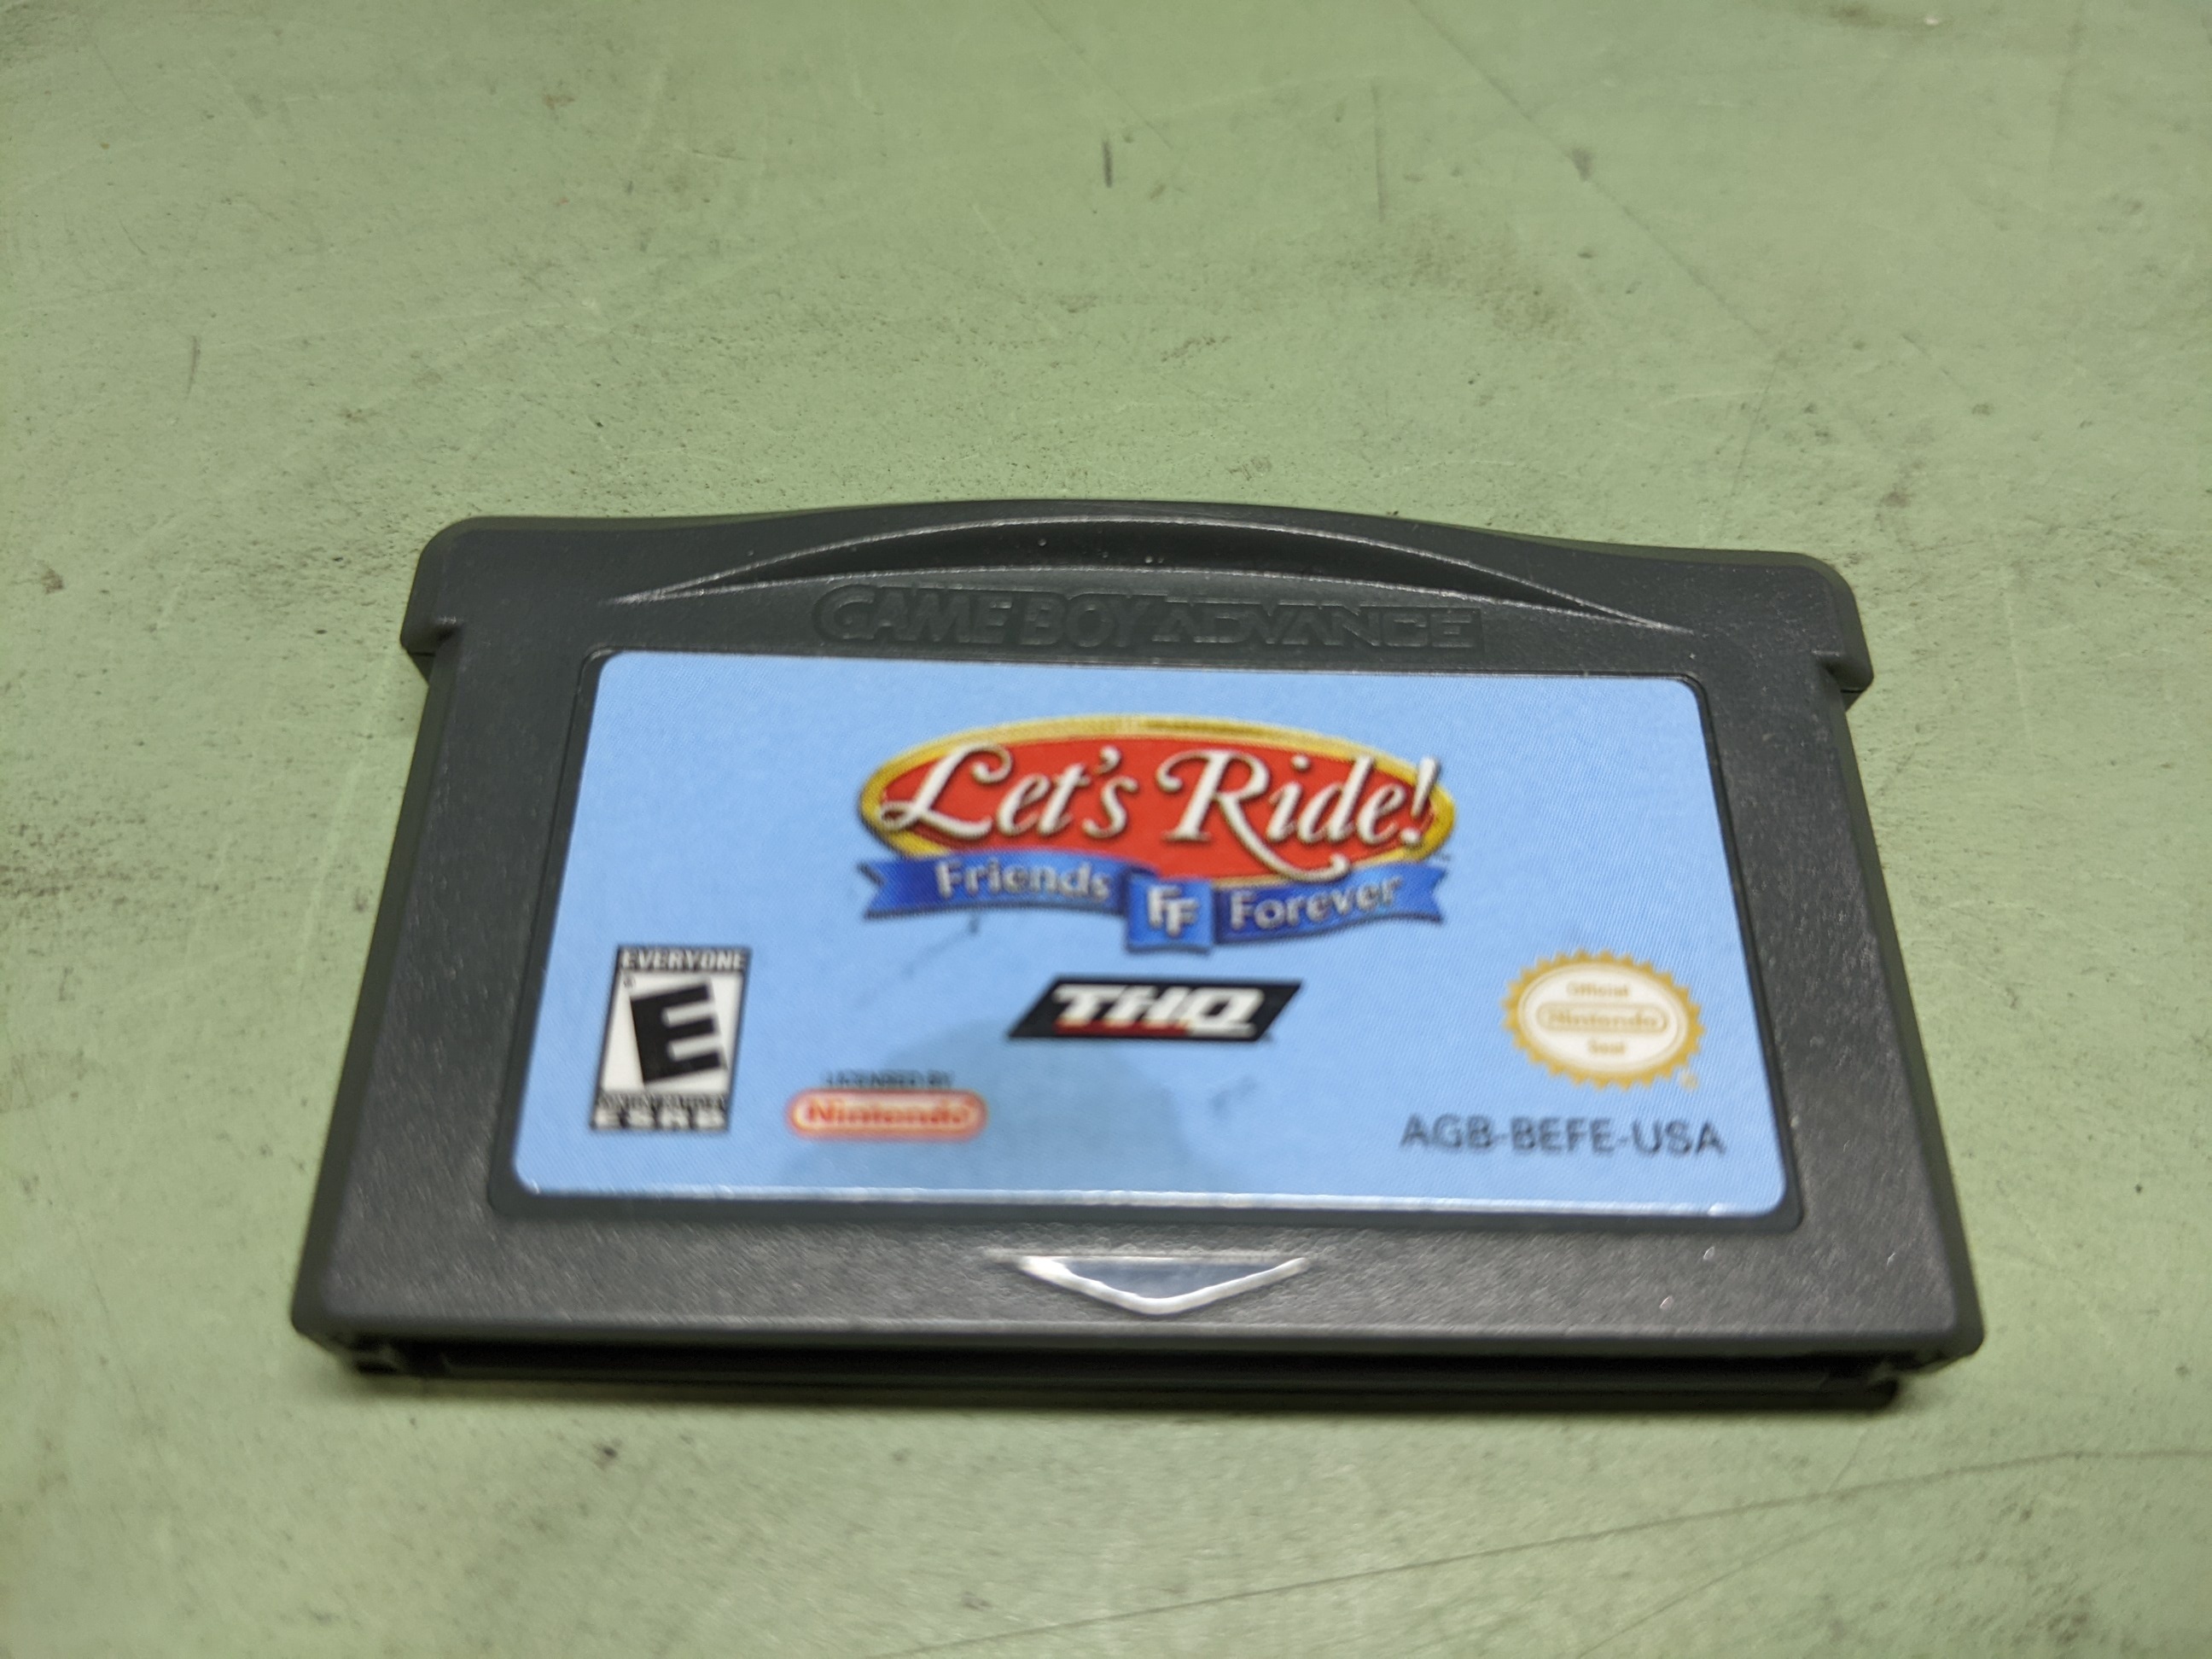 GAME BOY ADVANCE
Let's Ride!
Friends FF Forever
EVERYONE
E
ESRB
THQ
LICENSED BY
Nintendo
Official
Nintendo
Seal
AGB-BEFE-USA